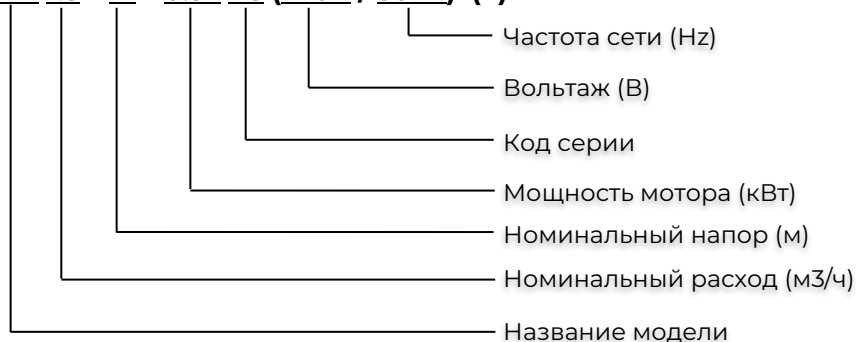 Частота сети (Hz)
Вольтаж (В)
Код серии
Мощность мотора (кВт)
Номинальный напор (м)
Номинальный расход (м3/ч)
Название модели